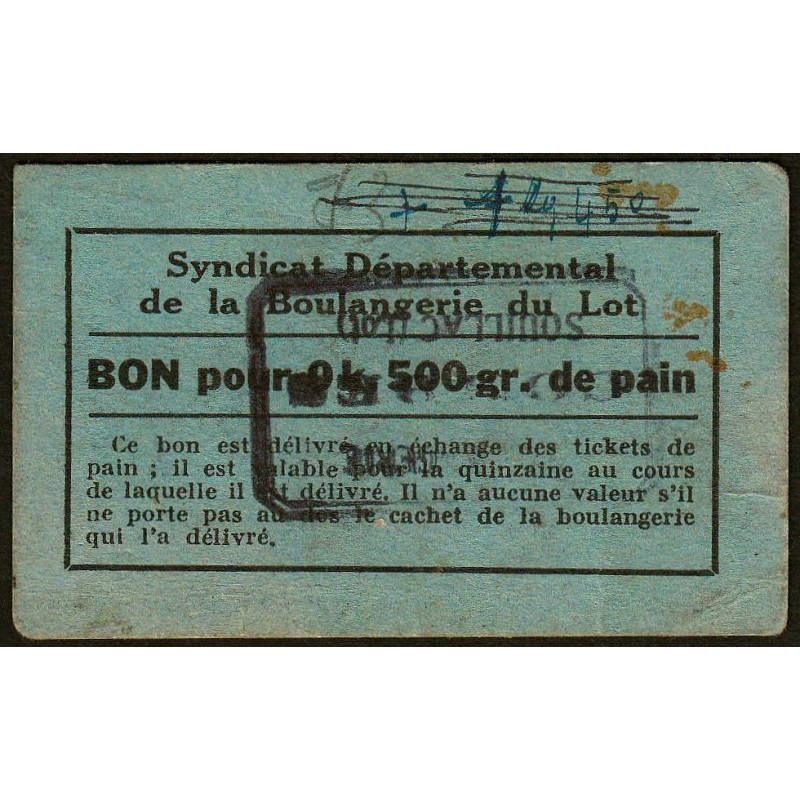 Syndicat Départemental
de la Boulangerie du Lot
BON pour 0 k. 500 gr. de pain
Ce bon est délivré en échange des tickets de
pain ; il est valable pour la quinzaine au cours
de laquelle il est délivré. Il n'a aucune valeur s'il
ne porte pas au dos le cachet de la boulangerie
qui l'a délivré.
SOUILLAC (Lot)